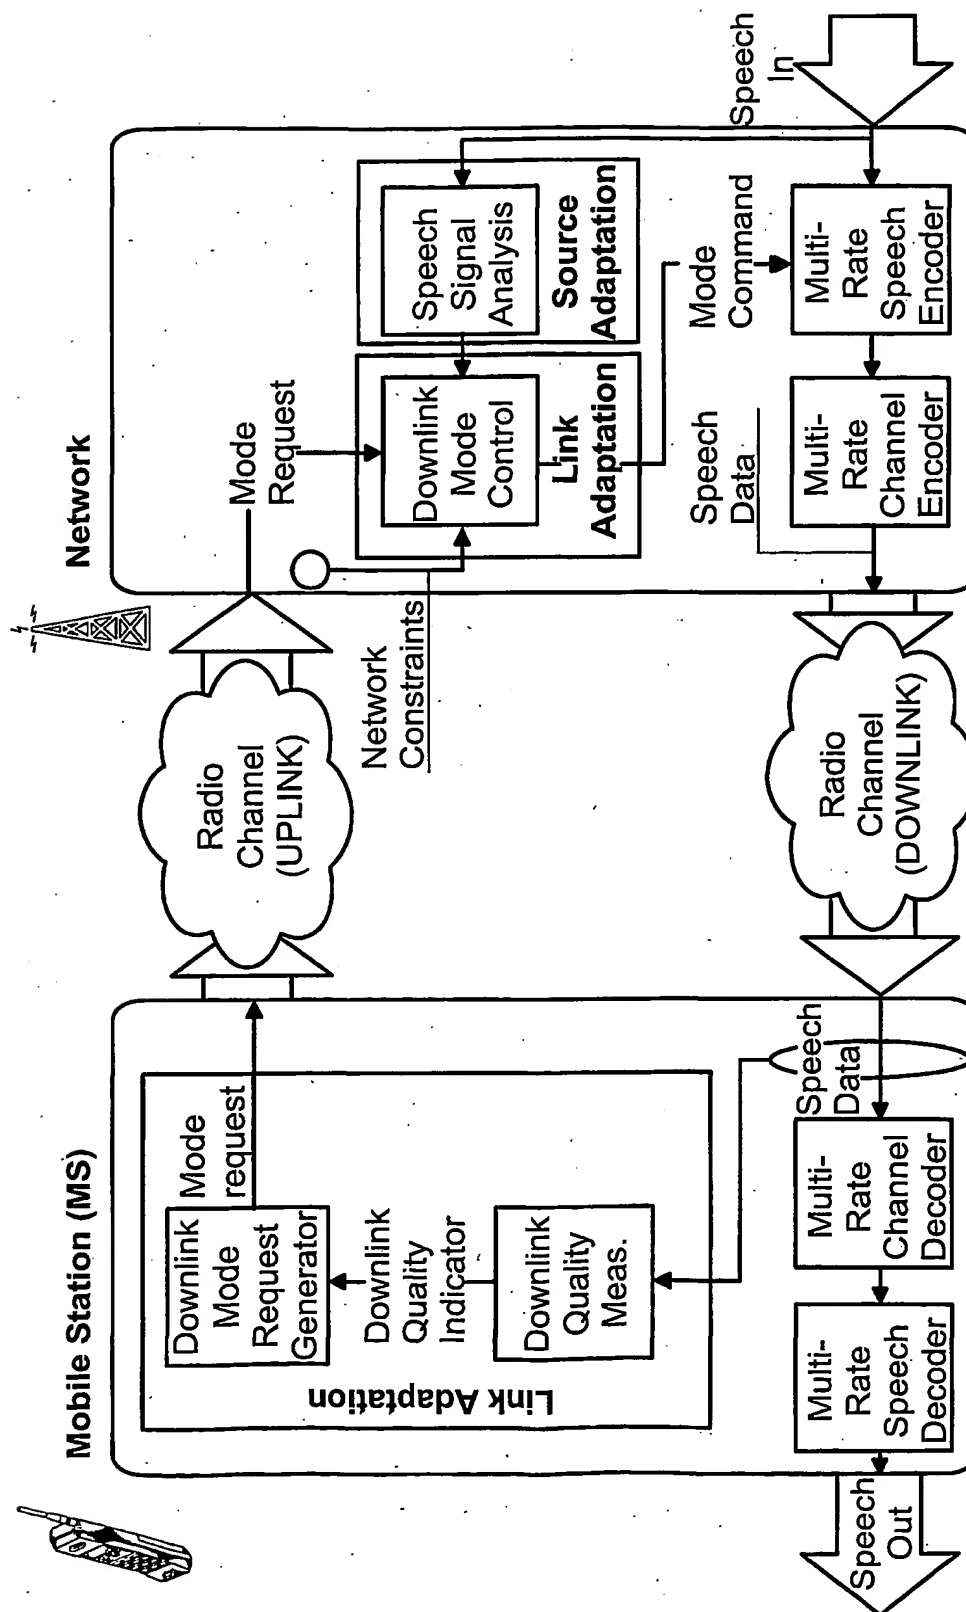 Mobile Station (MS)
Network
Link Adaptation
Downlink
Mode
Request
Generator
Mode
request
Downlink
Quality
Indicator
Downlink
Quality
Meas.
Radio
Channel
(UPLINK)
Mode
Request
Network
Constraints
Downlink
Mode
Control
Link
Adaptation
Speech
Signal
Analysis
Source
Adaptation
Mode
Command
Speech
In
Multi-
Rate
Speech
Encoder
Multi-
Rate
Channel
Encoder
Speech
Data
Radio
Channel
(DOWNLINK)
Speech
Data
Multi-
Rate
Channel
Decoder
Multi-
Rate
Speech
Decoder
Speech
Out